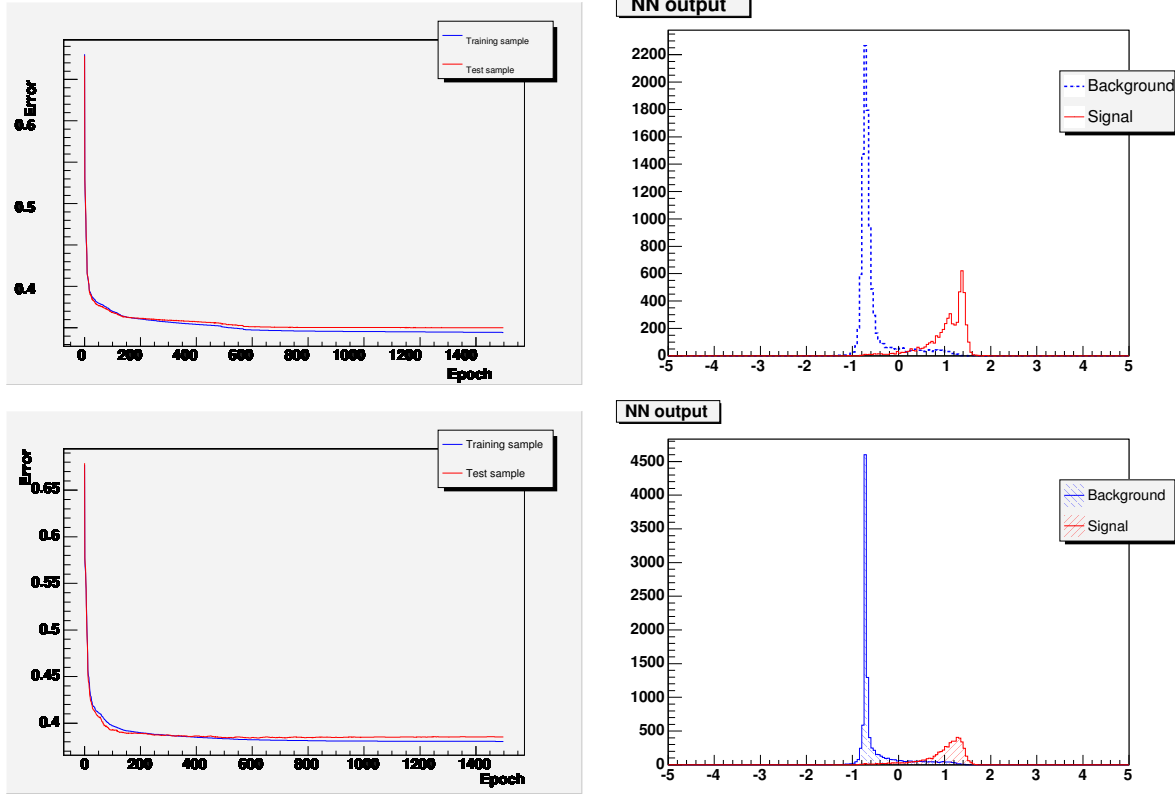 Training sample
Test sample
Error
0.6
0.5
0.4
0 200 400 600 800 1000 1200 1400
Epoch
NN output
2200
2000
1800
1600
1400
1200
1000
800
600
400
200
0
-5 -4 -3 -2 -1 0 1 2 3 4 5
Background
Signal
Training sample
Test sample
Error
0.65
0.6
0.55
0.5
0.45
0.4
0 200 400 600 800 1000 1200 1400
Epoch
NN output
4500
4000
3500
3000
2500
2000
1500
1000
500
0
-5 -4 -3 -2 -1 0 1 2 3 4 5
Background
Signal